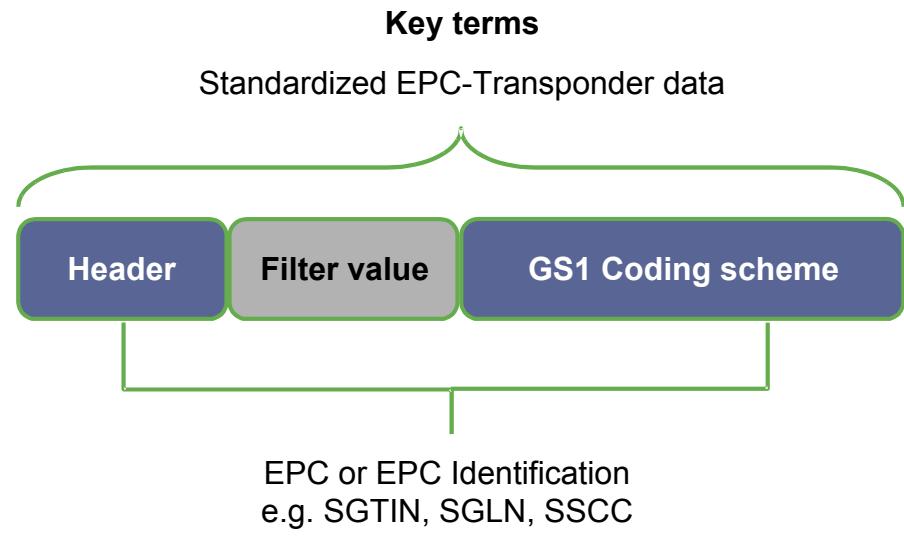 Key terms
Standardized EPC-Transponder data
Header
Filter value
GS1 Coding scheme
EPC or EPC Identification
e.g. SGTIN, SGLN, SSCC